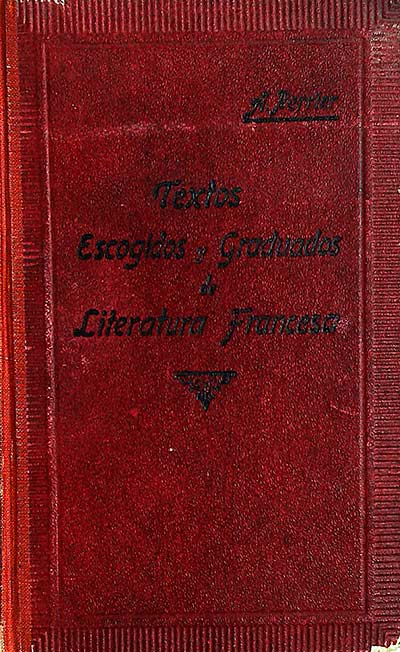 A. Perrier
Textos
Escogidos y Graduados
de
Literatura Francesa